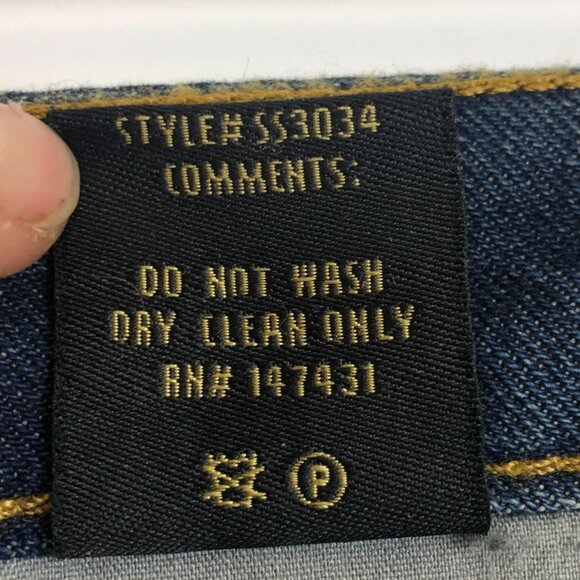 STYLE# SS3034
COMMENTS:
DO NOT WASH
DRY CLEAN ONLY
RN# 147431
P